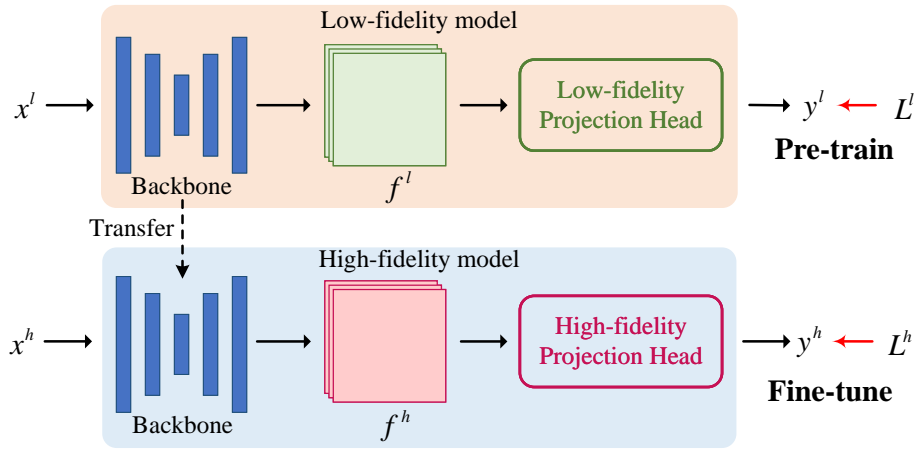 Low-fidelity model
x^l
Backbone
f^l
Low-fidelity
Projection Head
y^l
L^l
Pre-train
Transfer
High-fidelity model
x^h
Backbone
f^h
High-fidelity
Projection Head
y^h
L^h
Fine-tune